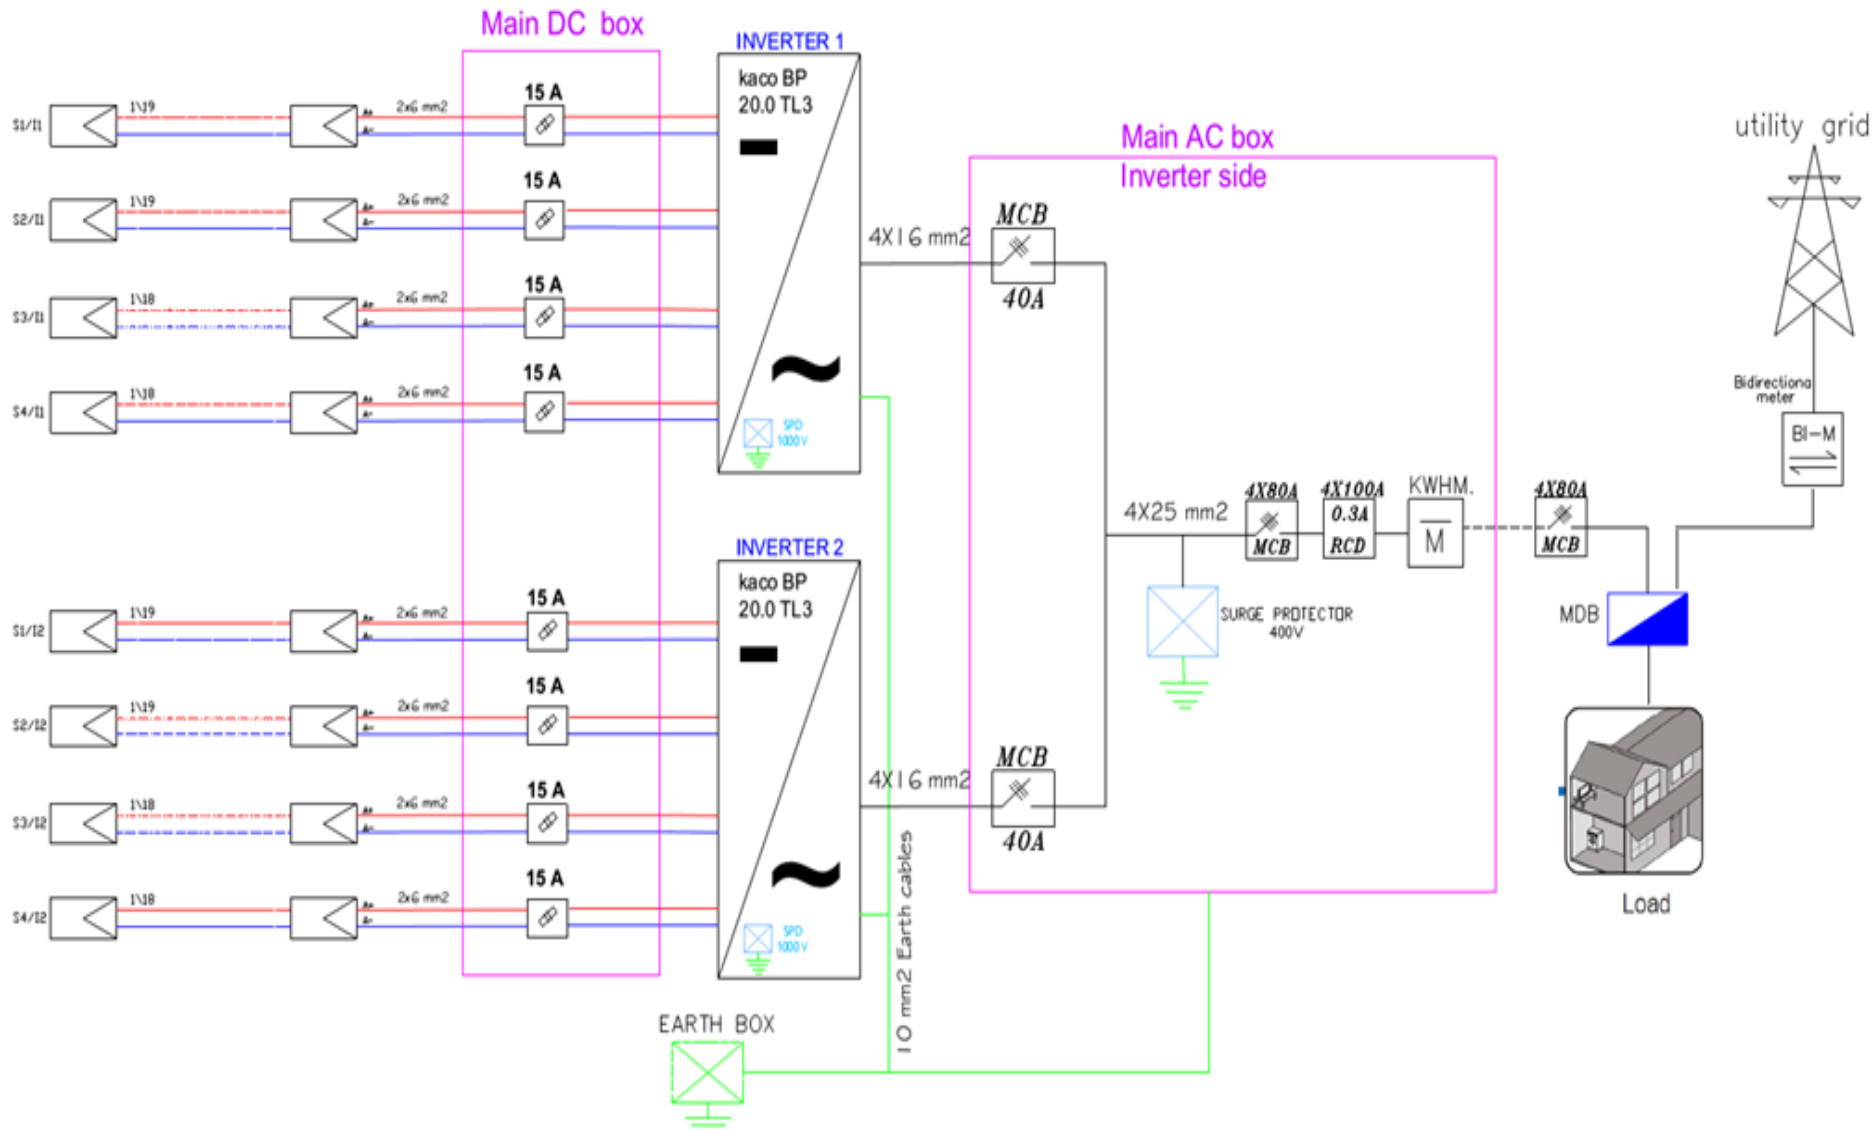 Main DC box
INVERTER 1
kaco BP
20.0 TL3
S1/I1
1\19
A+
A-
2x6 mm2
15 A
S2/I1
1\19
A+
A-
2x6 mm2
15 A
S3/I1
1\18
A+
A-
2x6 mm2
15 A
S4/I1
1\18
A+
A-
2x6 mm2
15 A
SPD
1000V
4X16 mm2
Main AC box
Inverter side
MCB
40A
utility grid
Bidirectiona
meter
BI-M
4X25 mm2
4X80A
MCB
4X100A
0.3A
RCD
KWHM.
M
4X80A
MCB
SURGE PROTECTOR
400V
MDB
Load
INVERTER 2
kaco BP
20.0 TL3
S1/I2
1\19
A+
A-
2x6 mm2
15 A
S2/I2
1\19
A+
A-
2x6 mm2
15 A
S3/I2
1\18
A+
A-
2x6 mm2
15 A
S4/I2
1\18
A+
A-
2x6 mm2
15 A
SPD
1000V
4X16 mm2
MCB
40A
10 mm2 Earth cables
EARTH BOX